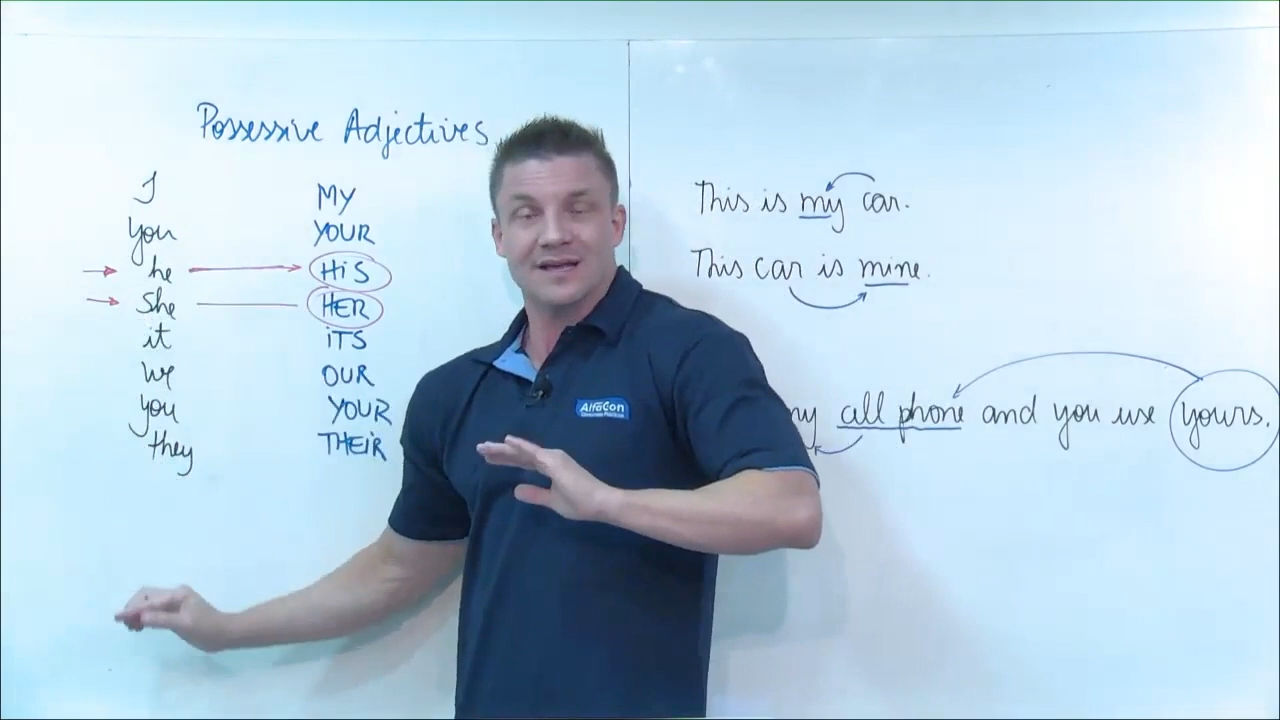 Possessive Adjectives
I MY
you YOUR
he HiS
She HER
it iTS
we OUR
you YOUR
they THEiR
This is my car.
This car is mine.
my cell phone and you use yours.
AlfaCon